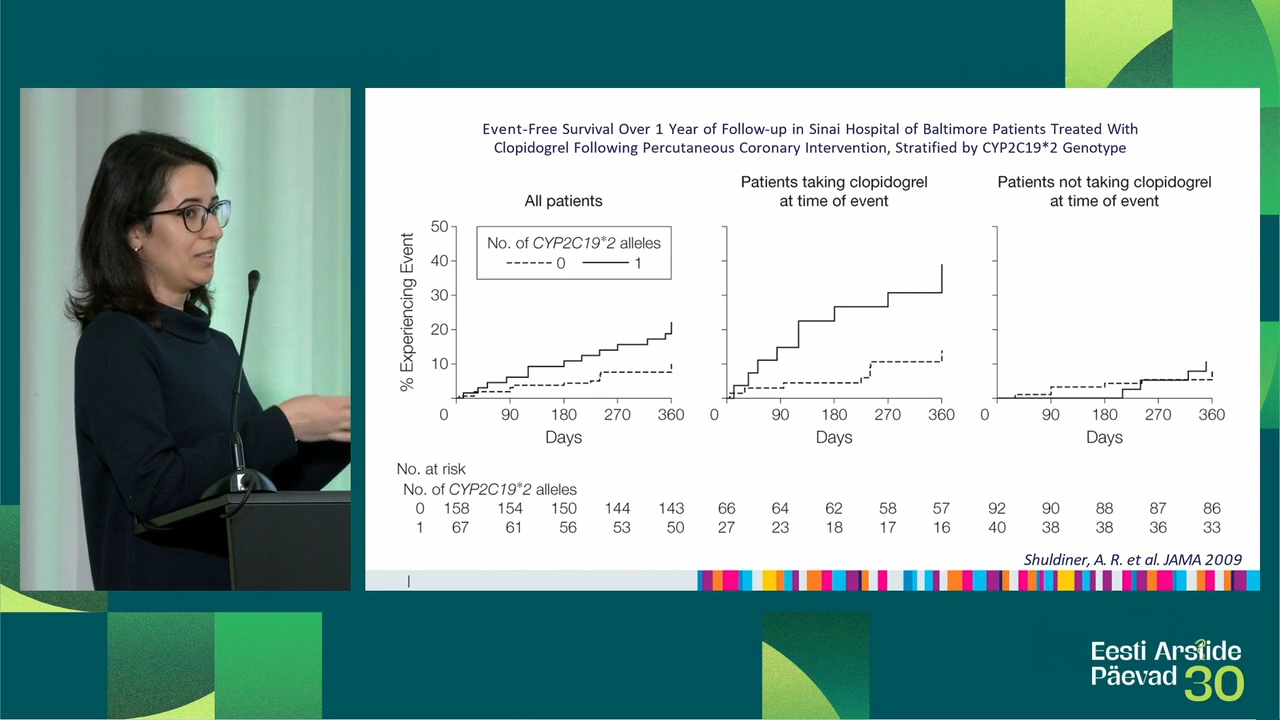 Event-Free Survival Over 1 Year of Follow-up in Sinai Hospital of Baltimore Patients Treated With
Clopidogrel Following Percutaneous Coronary Intervention, Stratified by CYP2C19*2 Genotype
All patients
Patients taking clopidogrel
at time of event
Patients not taking clopidogrel
at time of event
% Experiencing Event
50
40
30
20
10
No. of CYP2C19*2 alleles
0 1
0 90 180 270 360
Days
0 90 180 270 360
Days
0 90 180 270 360
Days
No. at risk
No. of CYP2C19*2 alleles
0 158 154 150 144 143 66 64 62 58 57 92 90 88 87 86
1 67 61 56 53 50 27 23 18 17 16 40 38 38 36 33
Shuldiner, A. R. et al. JAMA 2009
Eesti Arstide
Päevad 30